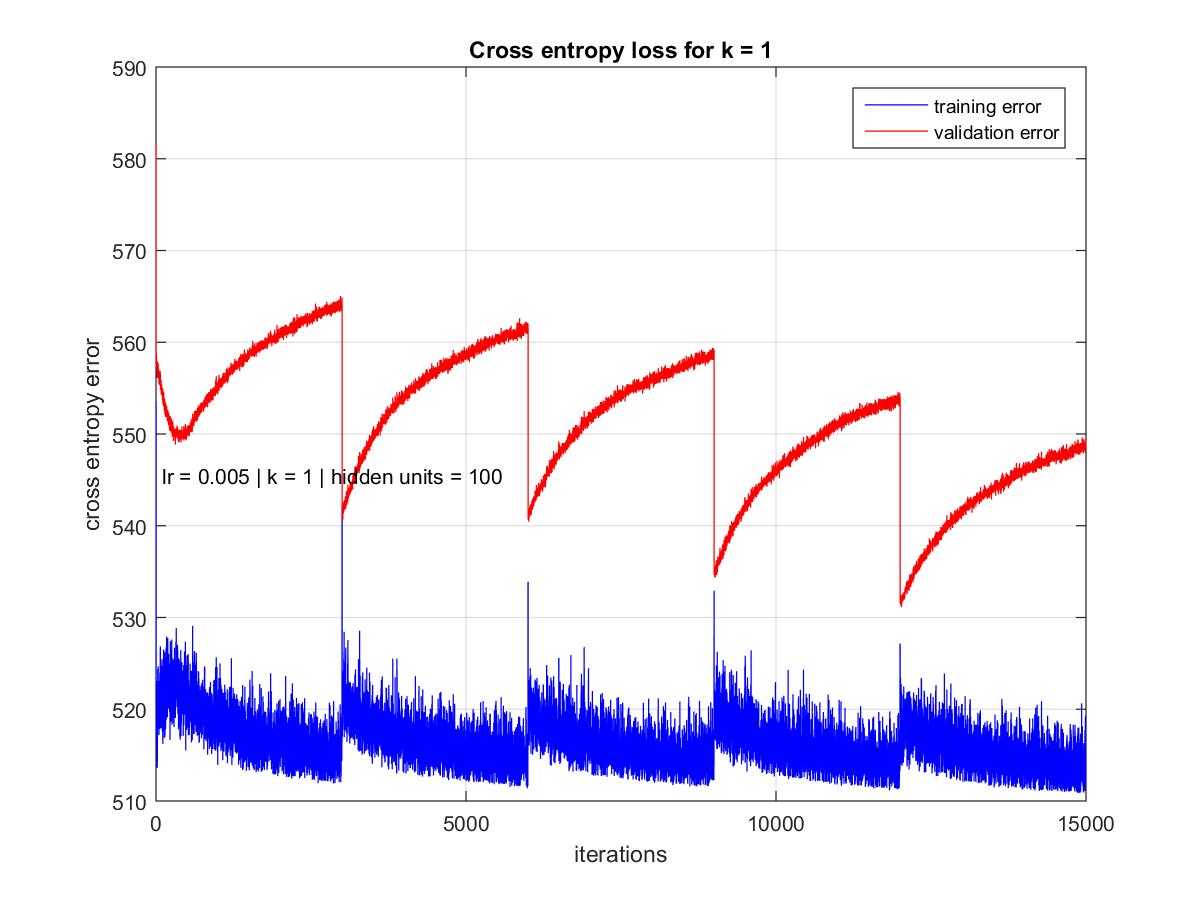 Cross entropy loss for k = 1
590
580
570
560
550
540
530
520
510
cross entropy error
training error
validation error
lr = 0.005 | k = 1 | hidden units = 100
0
5000
10000
15000
iterations